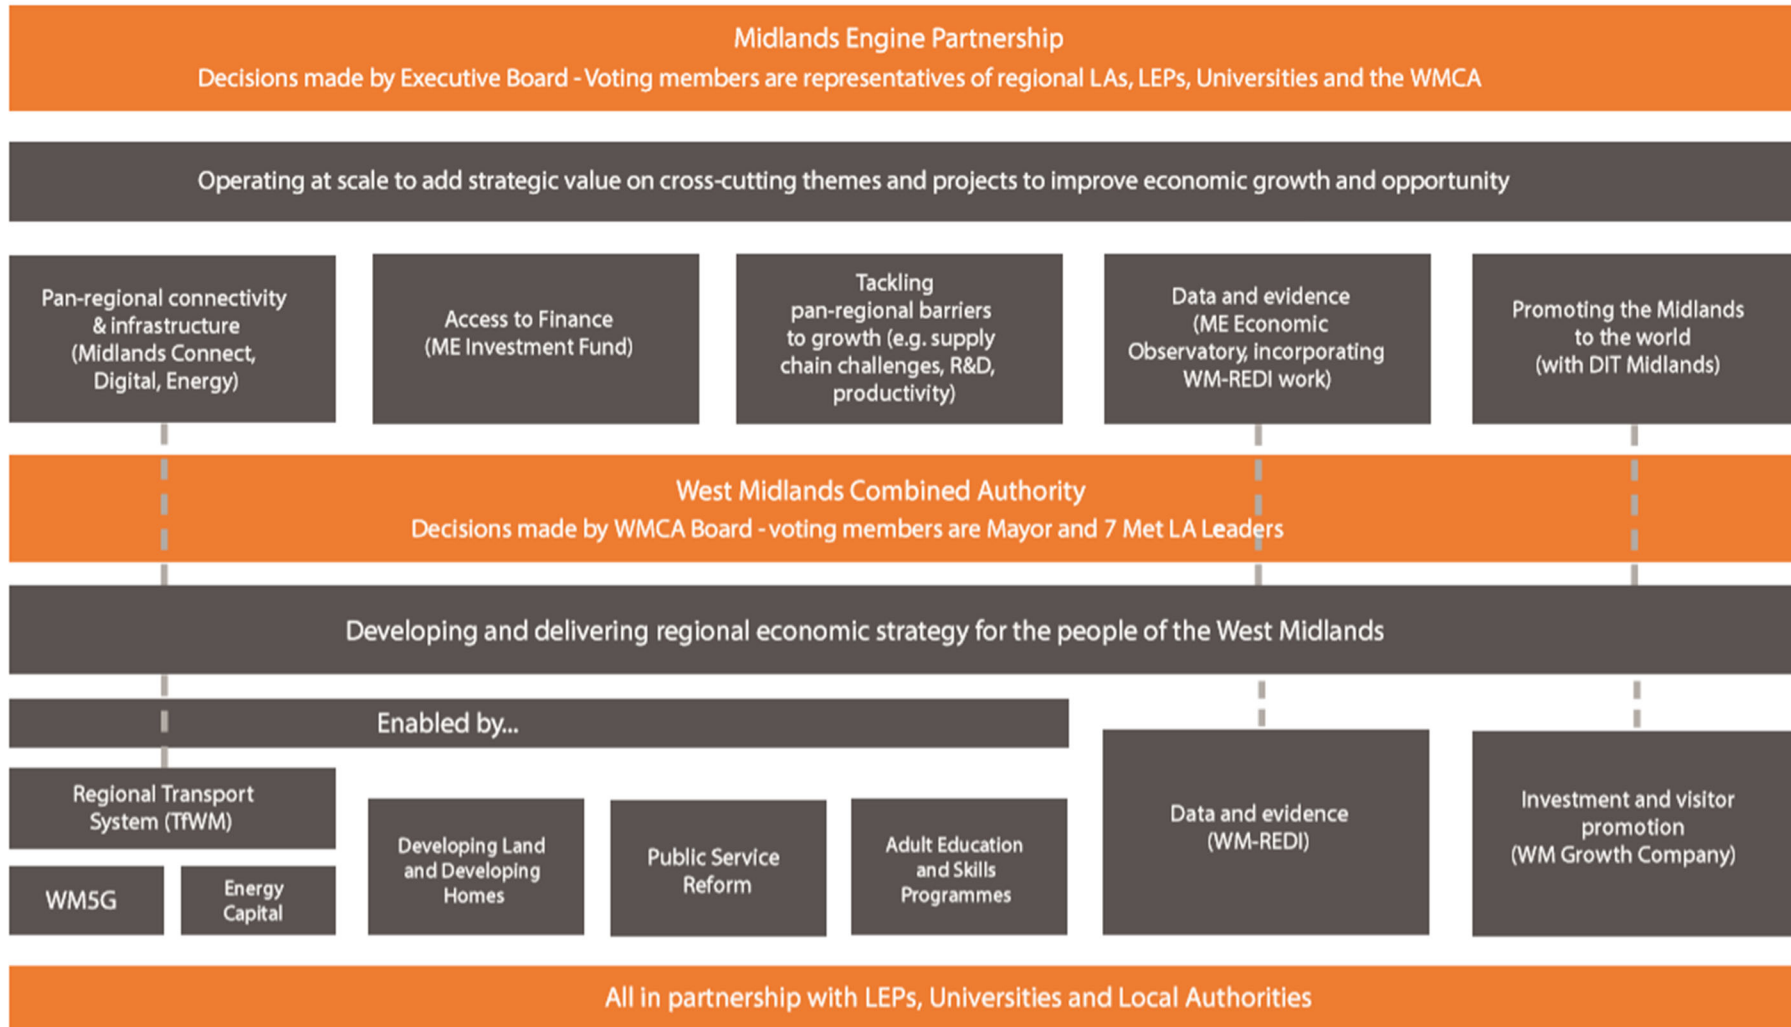 Midlands Engine Partnership
Decisions made by Executive Board - Voting members are representatives of regional LAs, LEPs, Universities and the WMCA
Operating at scale to add strategic value on cross-cutting themes and projects to improve economic growth and opportunity
Pan-regional connectivity
& infrastructure
(Midlands Connect,
Digital, Energy)
Access to Finance
(ME Investment Fund)
Tackling
pan-regional barriers
to growth (e.g. supply
chain challenges, R&D,
productivity)
Data and evidence
(ME Economic
Observatory, incorporating
WM-REDI work)
Promoting the Midlands
to the world
(with DIT Midlands)
West Midlands Combined Authority
Decisions made by WMCA Board - voting members are Mayor and 7 Met LA Leaders
Developing and delivering regional economic strategy for the people of the West Midlands
Enabled by...
Regional Transport
System (TfWM)
WM5G
Energy
Capital
Developing Land
and Developing
Homes
Public Service
Reform
Adult Education
and Skills
Programmes
Data and evidence
(WM-REDI)
Investment and visitor
promotion
(WM Growth Company)
All in partnership with LEPs, Universities and Local Authorities